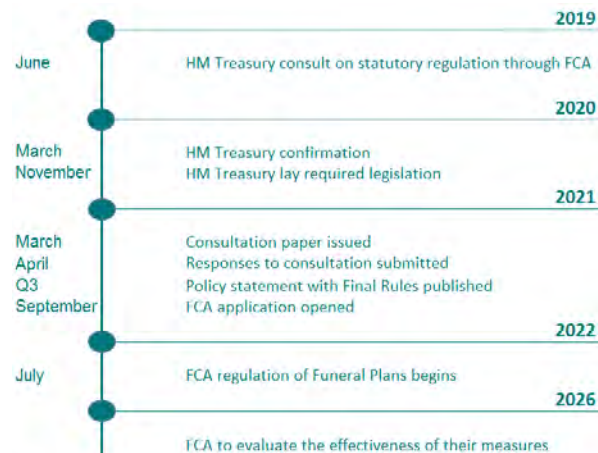 2019
June HM Treasury consult on statutory regulation through FCA
2020
March HM Treasury confirmation
November HM Treasury lay required legislation
2021
March Consultation paper issued
April Responses to consultation submitted
Q3 Policy statement with Final Rules published
September FCA application opened
2022
July FCA regulation of Funeral Plans begins
2026
FCA to evaluate the effectiveness of their measures